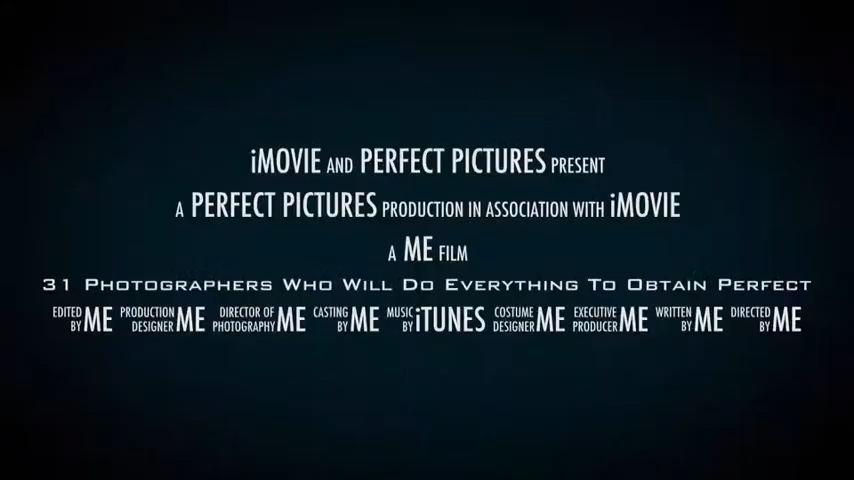 iMOVIE AND PERFECT PICTURES PRESENT
A PERFECT PICTURES PRODUCTION IN ASSOCIATION WITH iMOVIE
A ME FILM
31 PHOTOGRAPHERS WHO WILL DO EVERYTHING TO OBTAIN PERFECT
EDITED BY ME PRODUCTION DESIGNER ME DIRECTOR OF PHOTOGRAPHY ME CASTING BY ME MUSIC BY iTUNES COSTUME DESIGNER ME EXECUTIVE PRODUCER ME WRITTEN BY ME DIRECTED BY ME